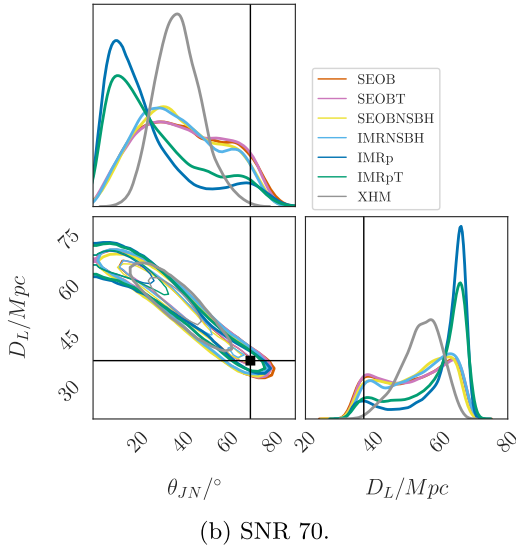 SEOB
SEOBT
SEOBNSBH
IMRNSBH
IMRp
IMRpT
XHM
D_L/Mpc
75
60
45
30
20
40
60
80
θ_JN/°
20
40
60
80
D_L/Mpc
(b) SNR 70.